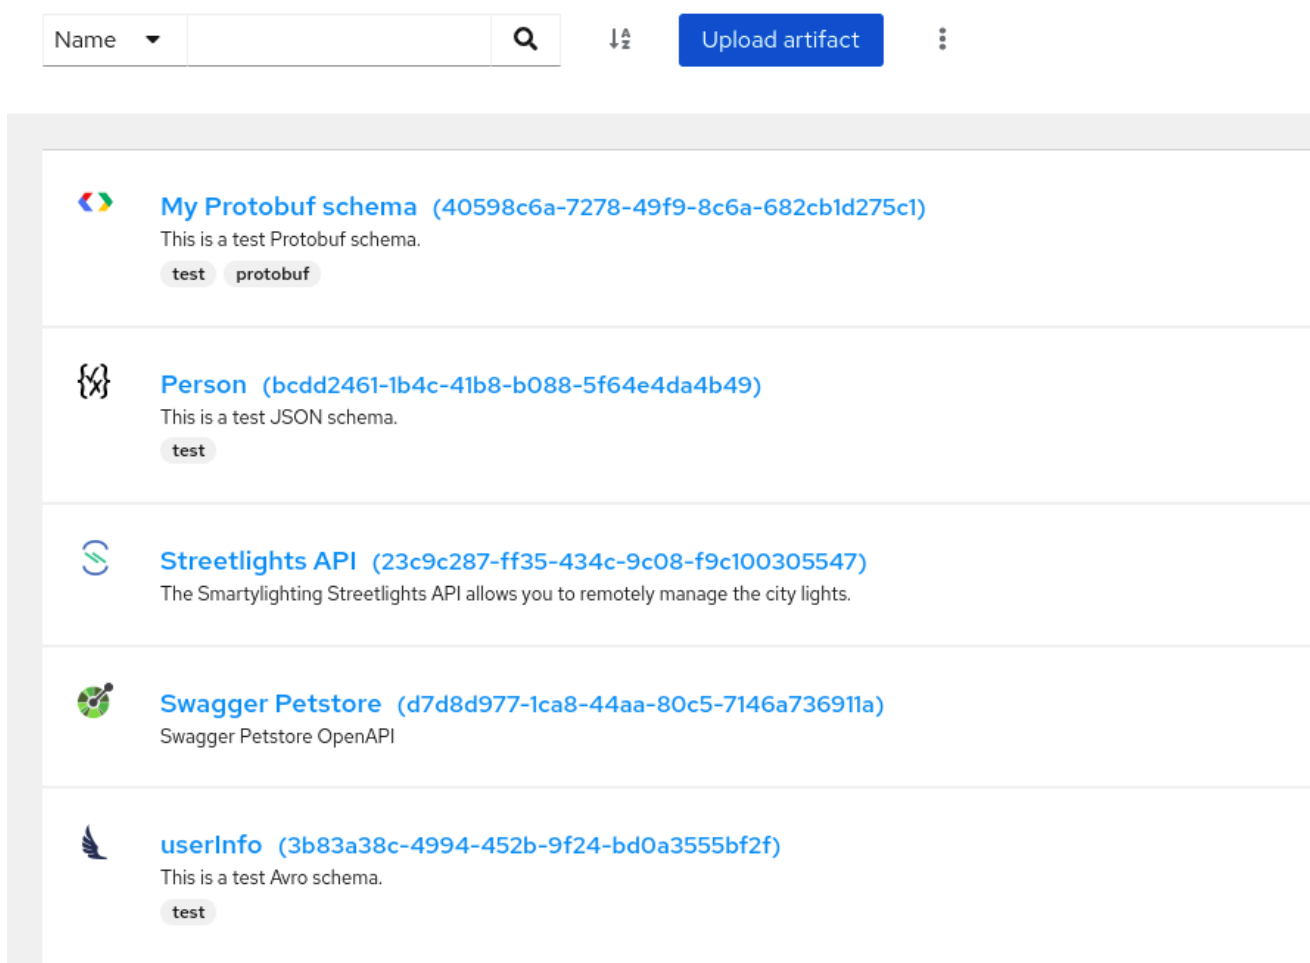 Name
Upload artifact
My Protobuf schema (40598c6a-7278-49f9-8c6a-682cb1d275c1)
This is a test Protobuf schema.
test protobuf
Person (bcdd2461-1b4c-41b8-b088-5f64e4da4b49)
This is a test JSON schema.
test
Streetlights API (23c9c287-ff35-434c-9c08-f9c100305547)
The Smartylighting Streetlights API allows you to remotely manage the city lights.
Swagger Petstore (d7d8d977-1ca8-44aa-80c5-7146a736911a)
Swagger Petstore OpenAPI
userInfo (3b83a38c-4994-452b-9f24-bd0a3555bf2f)
This is a test Avro schema.
test